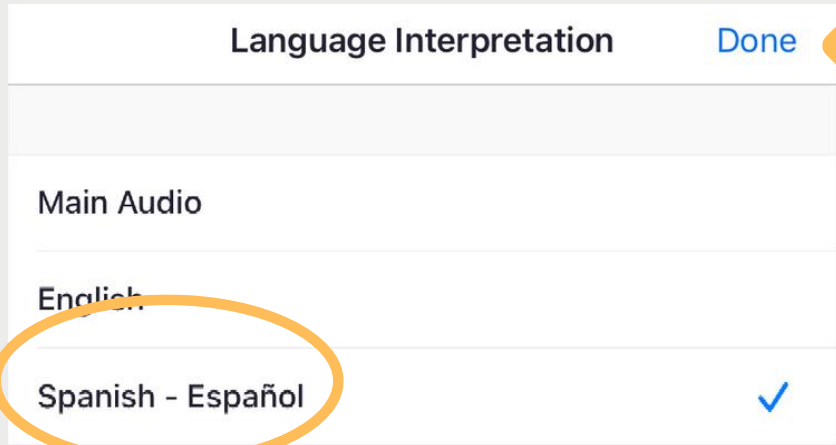 Language Interpretation Done
Main Audio
English
Spanish - Español